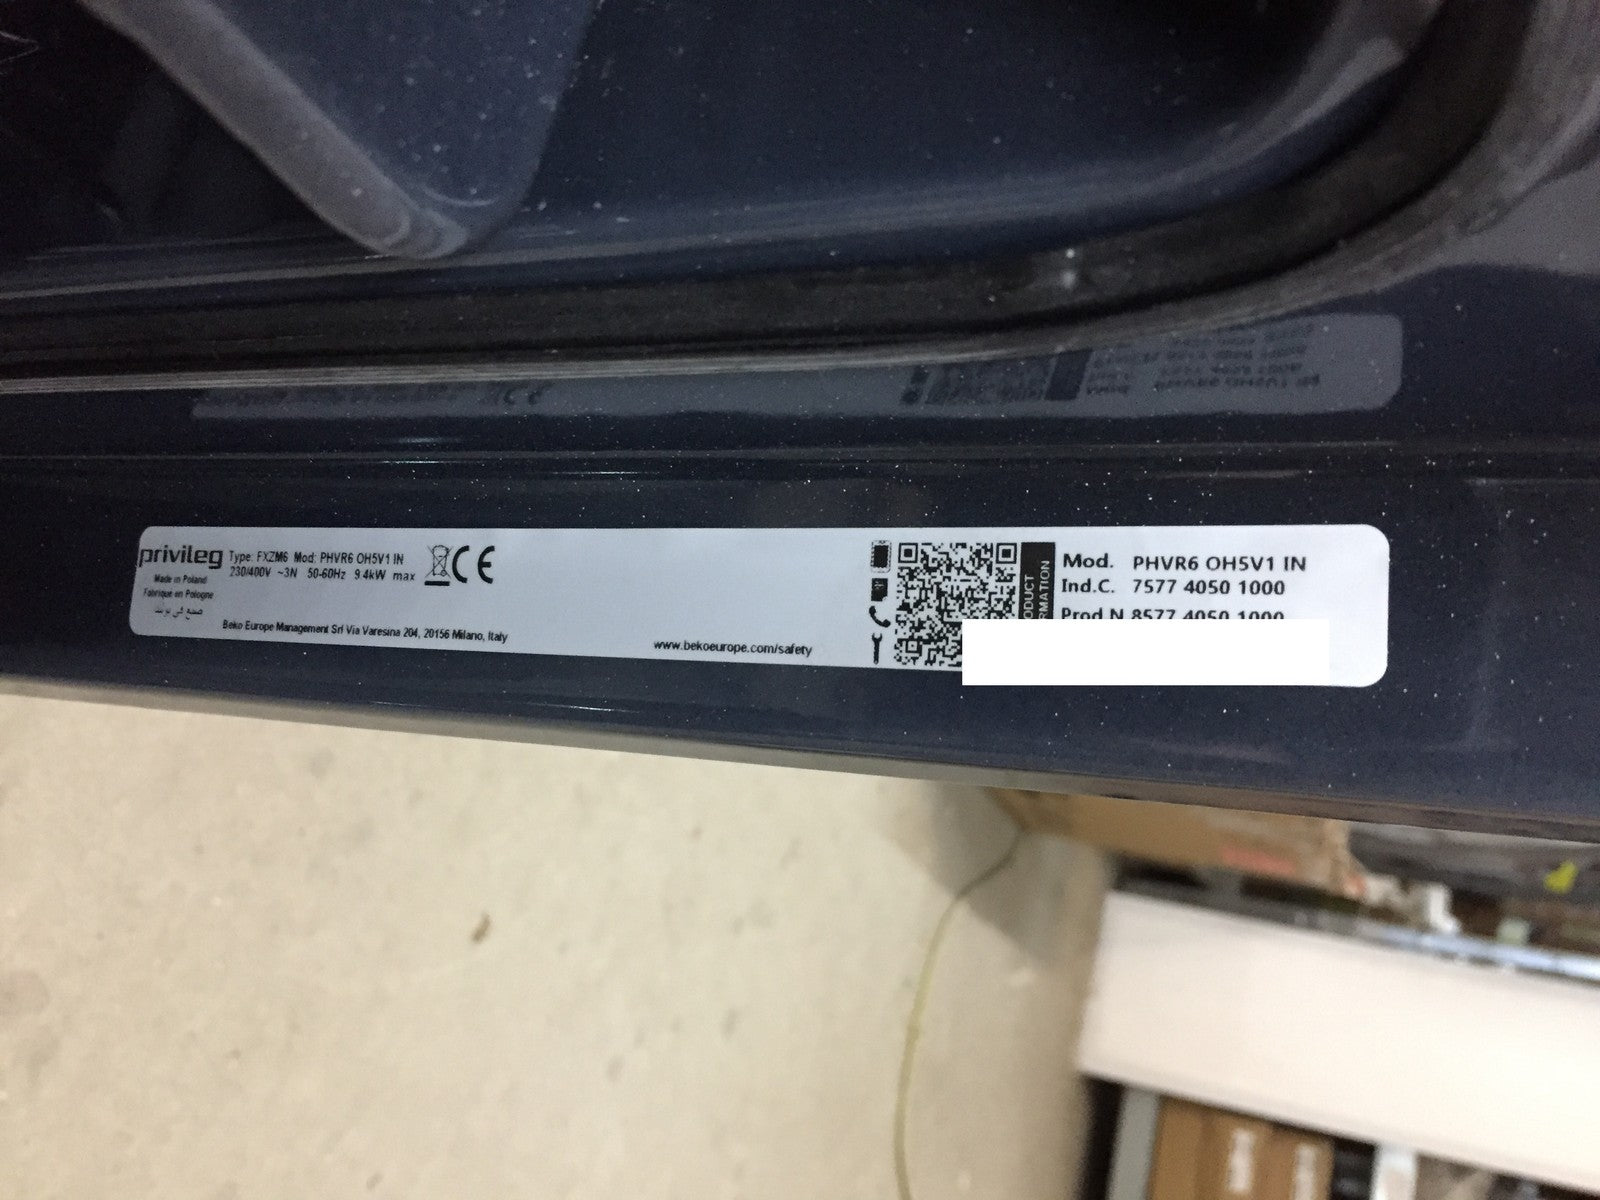 privileg
Type: FXZM6 Mod: PHVR6 OH5V1 IN
230/400V ~3N 50-60Hz 9.4kW max
Made in Poland
Fabriqué en Pologne
صنع في بولندا
Beko Europe Management Srl Via Varesina 204, 20156 Milano, Italy
www.bekoeurope.com/safety
Mod. PHVR6 OH5V1 IN
Ind.C. 7577 4050 1000
Prod.N 8577 4050 1000